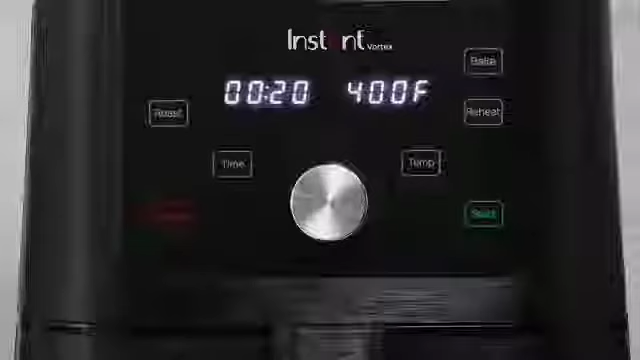 Instant Vortex
Bake
00:20 400F
Roast
Reheat
Time
Temp
Start